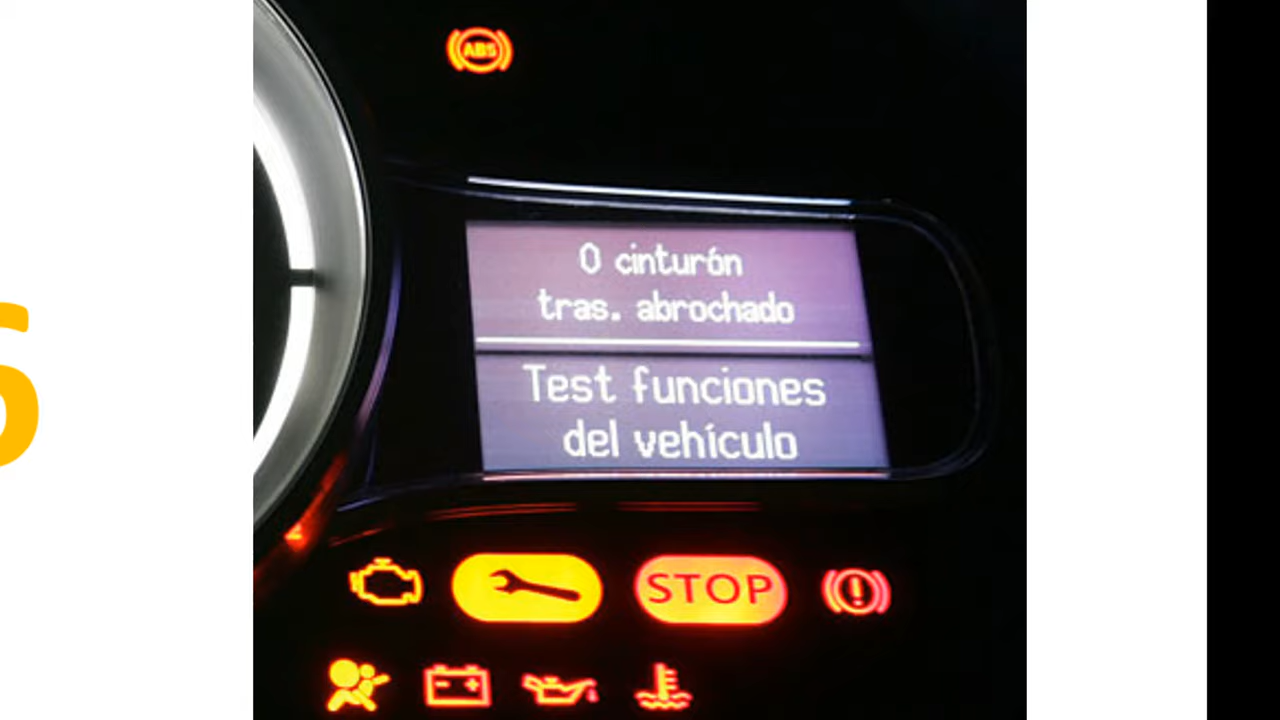 ABS
0 cinturón
tras. abrochado
Test funciones
del vehículo
STOP